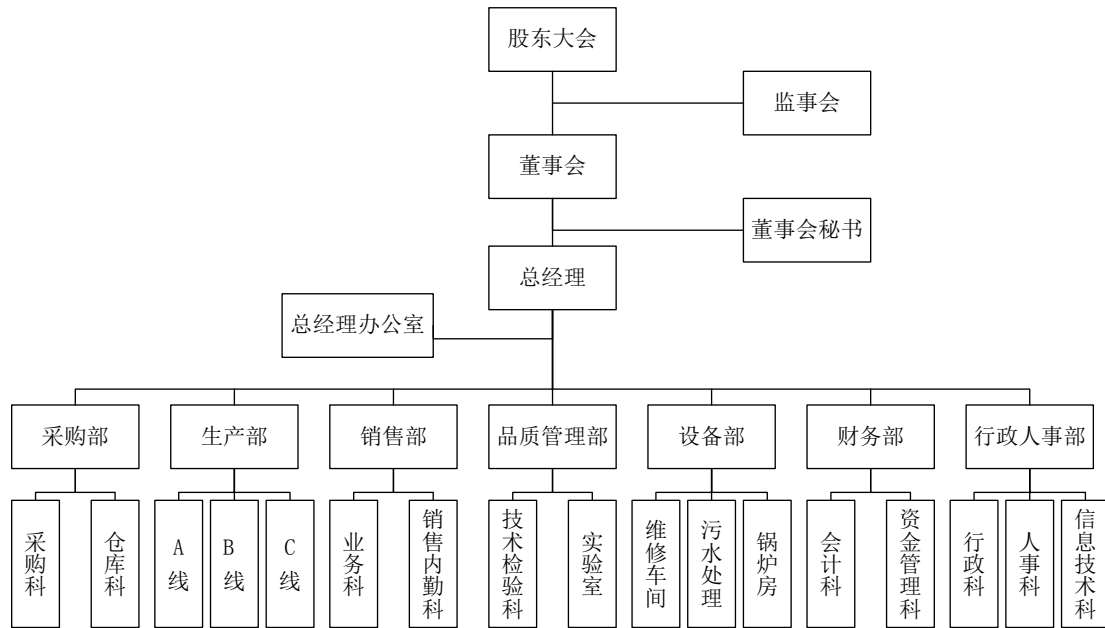 股东大会
监事会
董事会
董事会秘书
总经理
总经理办公室
采购部
生产部
销售部
品质管理部
设备部
财务部
行政人事部
采购科
仓库科
A线
B线
C线
业务科
销售内勤科
技术检验科
实验室
维修车间
污水处理
锅炉房
会计科
资金管理科
行政科
人事科
信息技术科